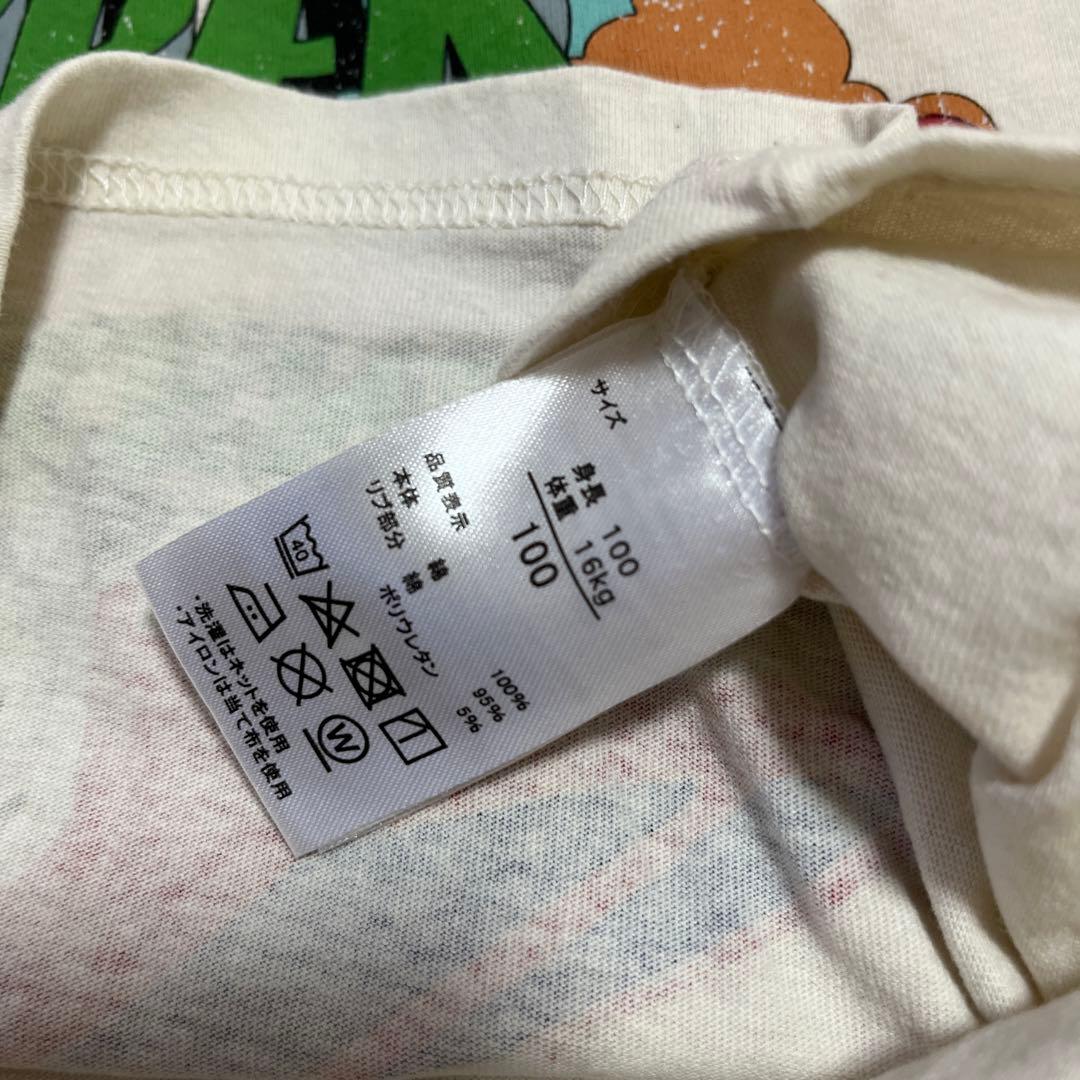 サイズ
身長 100
体重 16kg
100
品質表示
本体 綿 100%
リブ部分 綿 95%
ポリウレタン 5%
40
W
・洗濯はネットを使用
・アイロンは当て布を使用